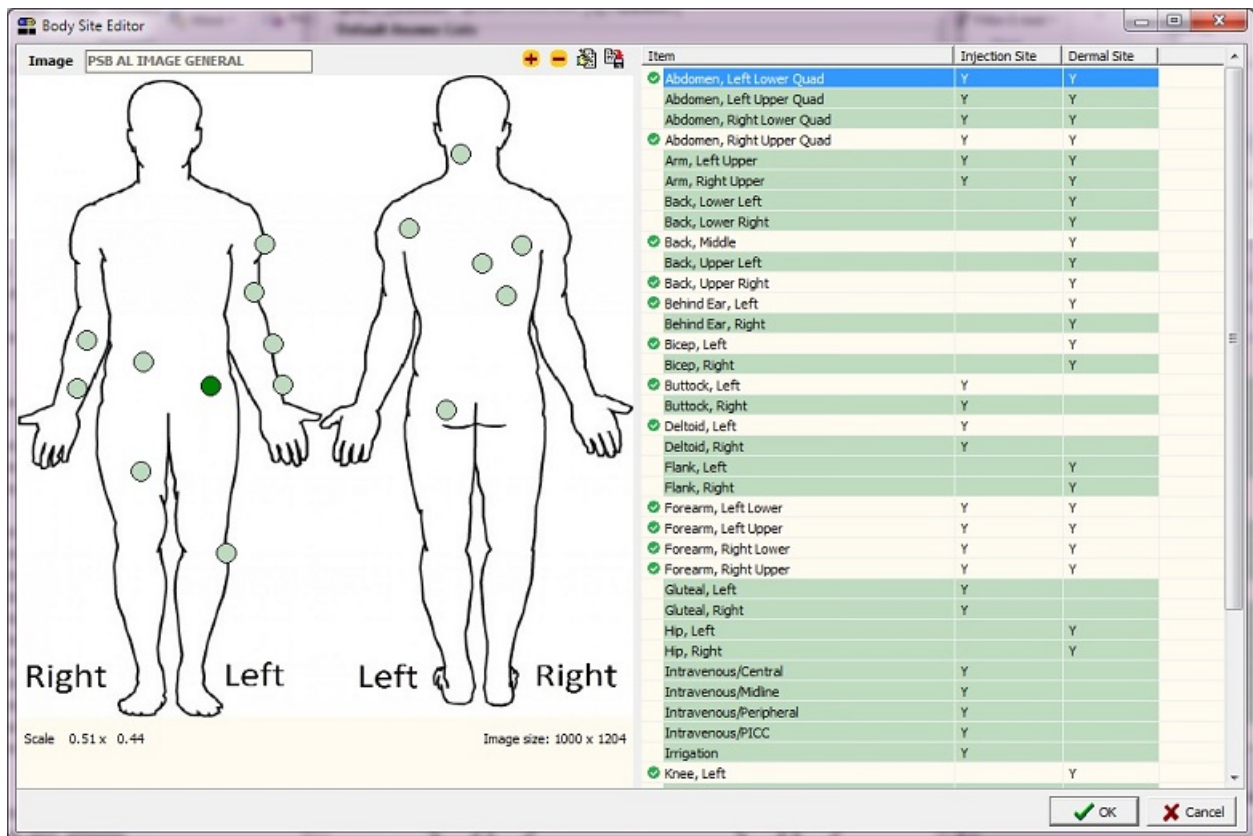 Body Site Editor
Image PSB AL IMAGE GENERAL
Right Left Left Right
Scale 0.51 x 0.44 Image size: 1000 x 1204
Item Injection Site Dermal Site
Abdomen, Left Lower Quad Y Y
Abdomen, Left Upper Quad Y Y
Abdomen, Right Lower Quad Y Y
Abdomen, Right Upper Quad Y Y
Arm, Left Upper Y Y
Arm, Right Upper Y Y
Back, Lower Left Y
Back, Lower Right Y
Back, Middle Y
Back, Upper Left Y
Back, Upper Right Y
Behind Ear, Left Y
Behind Ear, Right Y
Bicep, Left Y
Bicep, Right Y
Buttock, Left Y
Buttock, Right Y
Deltoid, Left Y
Deltoid, Right Y
Flank, Left Y
Flank, Right Y
Forearm, Left Lower Y Y
Forearm, Left Upper Y Y
Forearm, Right Lower Y Y
Forearm, Right Upper Y Y
Gluteal, Left Y
Gluteal, Right Y
Hip, Left Y
Hip, Right Y
Intravenous/Central Y
Intravenous/Midline Y
Intravenous/Peripheral Y
Intravenous/PICC Y
Irrigation Y
Knee, Left Y
OK Cancel